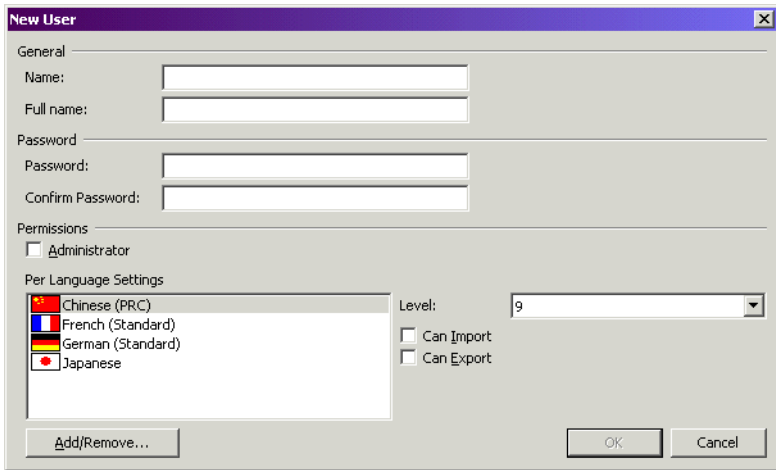 New User
General
Name:
Full name:
Password
Password:
Confirm Password:
Permissions
Administrator
Per Language Settings
Chinese (PRC)
French (Standard)
German (Standard)
Japanese
Level:
9
Can Import
Can Export
Add/Remove...
OK
Cancel